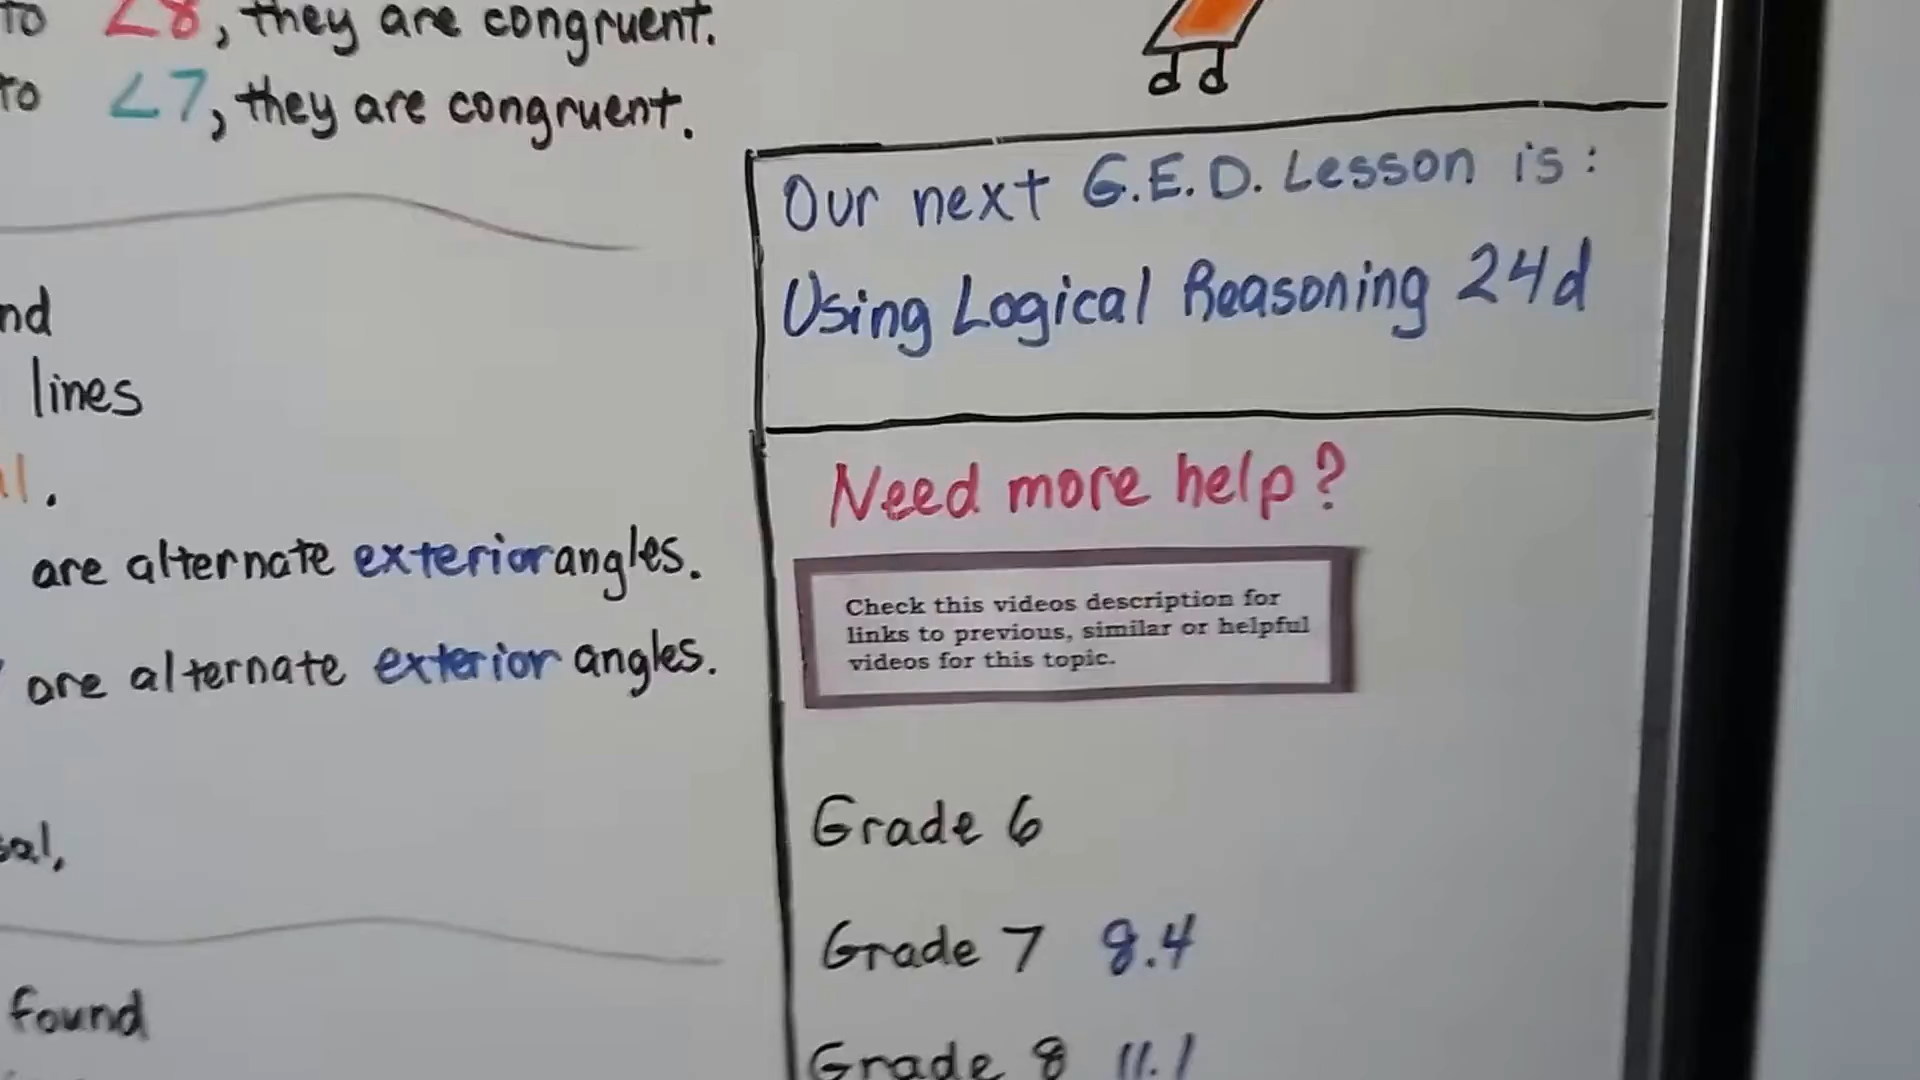 to ∠8, they are congruent.
to ∠7, they are congruent.
nd
lines
al.
are alternate exterior angles.
are alternate exterior angles.
sal,
found
Our next G.E.D. Lesson is:
Using Logical Reasoning 24d
Need more help?
Check this videos description for
links to previous, similar or helpful
videos for this topic.
Grade 6
Grade 7 8.4
Grade 8 11.1